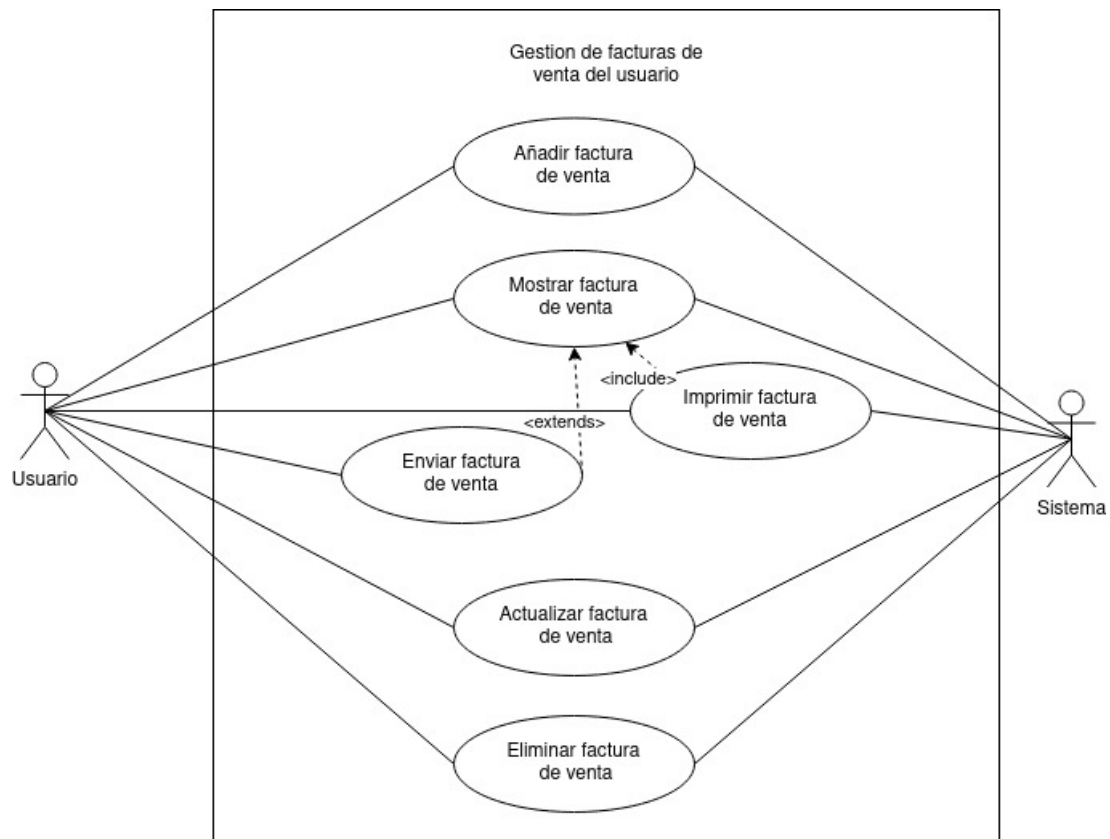 Gestion de facturas de
venta del usuario
Añadir factura
de venta
Mostrar factura
de venta
<include>
Imprimir factura
de venta
<extends>
Enviar factura
de venta
Usuario
Sistema
Actualizar factura
de venta
Eliminar factura
de venta